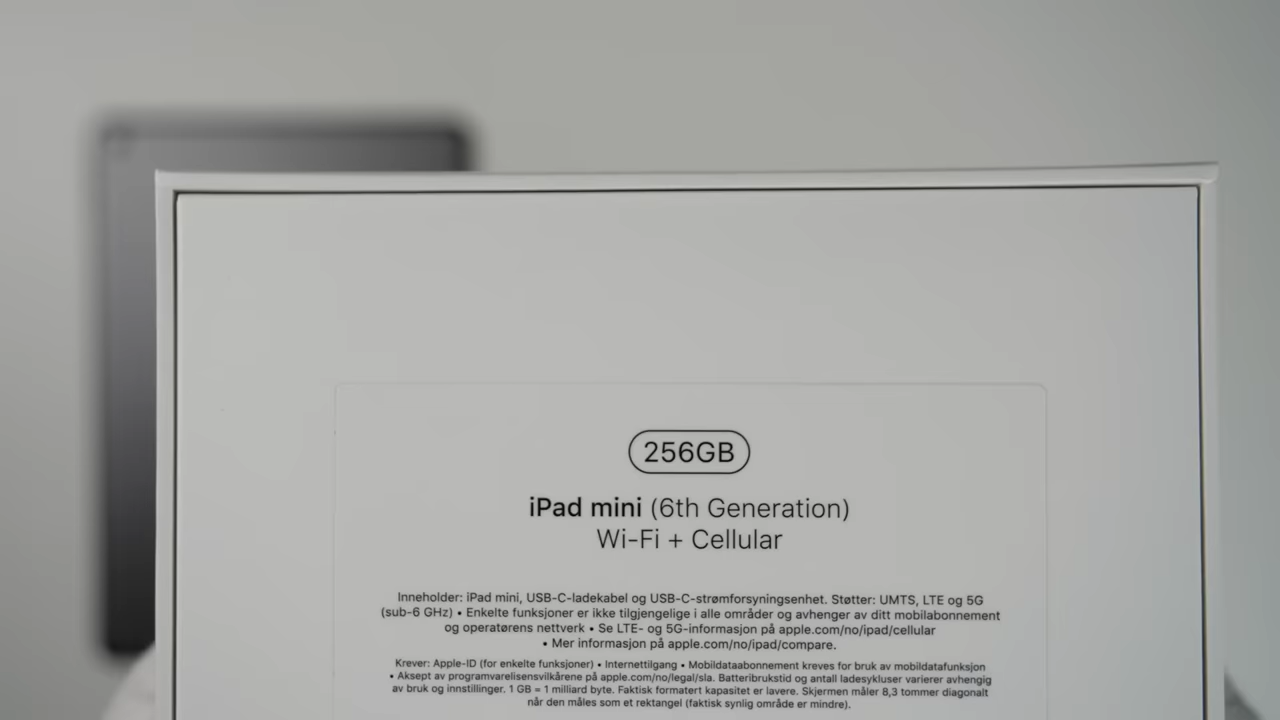 256GB
iPad mini (6th Generation)
Wi-Fi + Cellular
Inneholder: iPad mini, USB-C-ladekabel og USB-C-strømforsyningsenhet. Støtter: UMTS, LTE og 5G
(sub-6 GHz) • Enkelte funksjoner er ikke tilgjengelige i alle områder og avhenger av ditt mobilabonnement
og operatørens nettverk • Se LTE- og 5G-informasjon på apple.com/no/ipad/cellular
• Mer informasjon på apple.com/no/ipad/compare.
Krever: Apple-ID (for enkelte funksjoner) • Internettilgang • Mobildataabonnement kreves for bruk av mobildatafunksjon
• Aksept av programvarelisensvilkårene på apple.com/no/legal/sla. Batteribrukstid og antall ladesykluser varierer avhengig
av bruk og innstillinger. 1 GB = 1 milliard byte. Faktisk formatert kapasitet er lavere. Skjermen måler 8,3 tommer diagonalt
når den måles som et rektangel (faktisk synlig område er mindre).